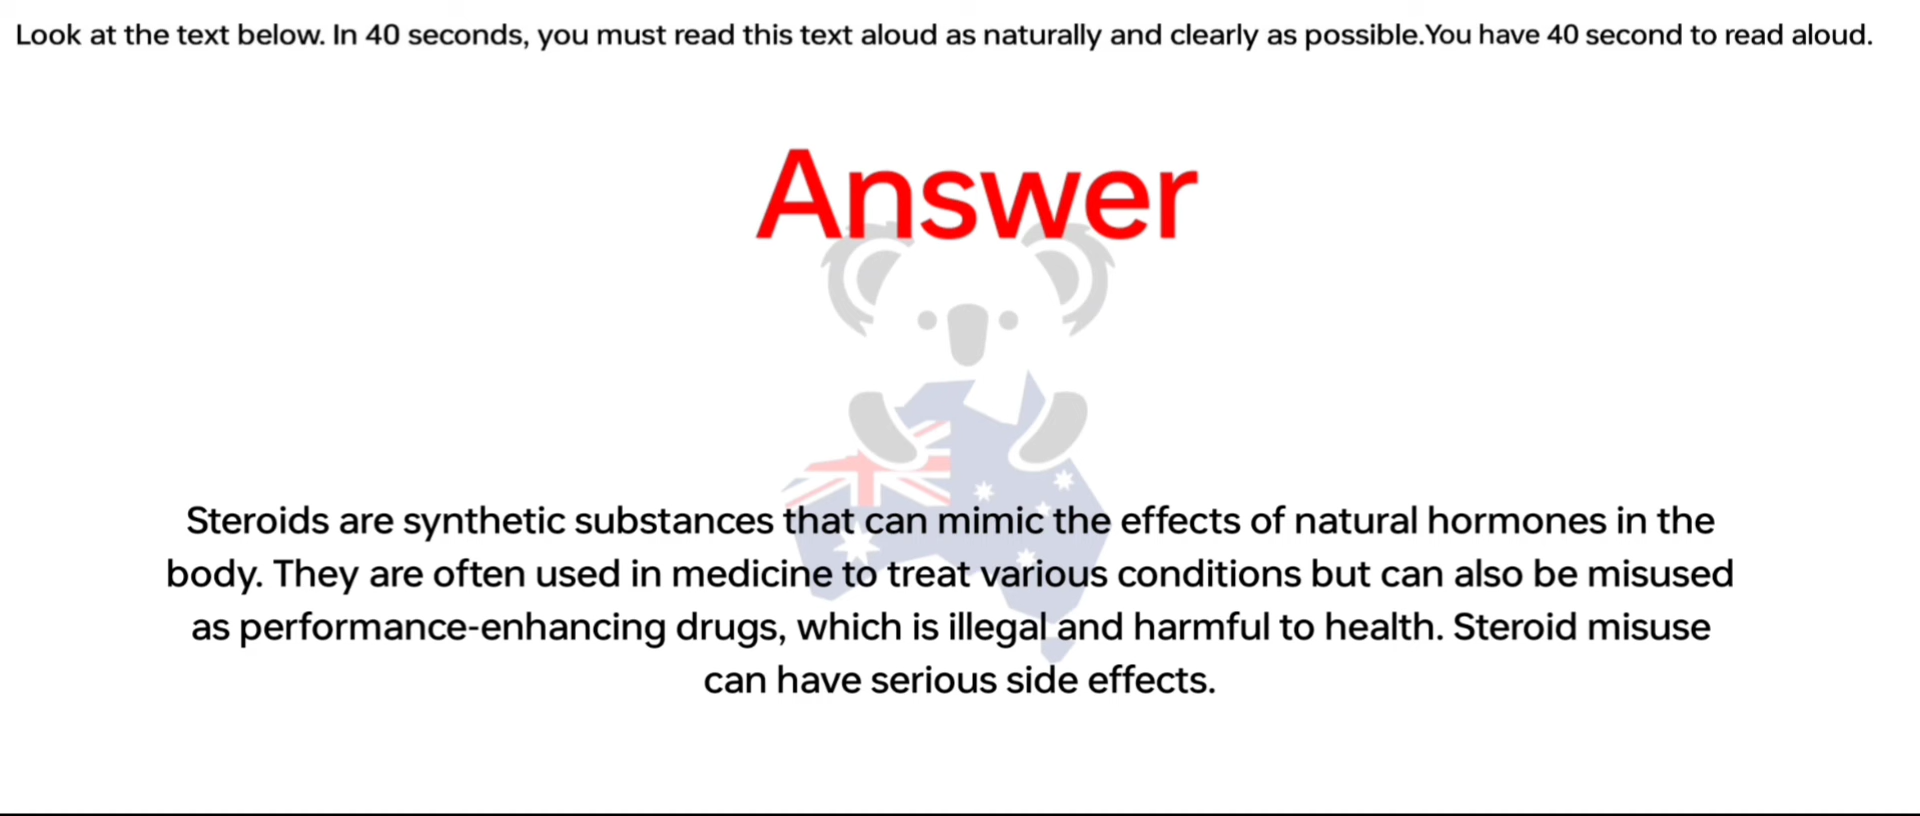 Look at the text below. In 40 seconds, you must read this text aloud as naturally and clearly as possible.You have 40 second to read aloud.
Answer
Steroids are synthetic substances that can mimic the effects of natural hormones in the
body. They are often used in medicine to treat various conditions but can also be misused
as performance-enhancing drugs, which is illegal and harmful to health. Steroid misuse
can have serious side effects.